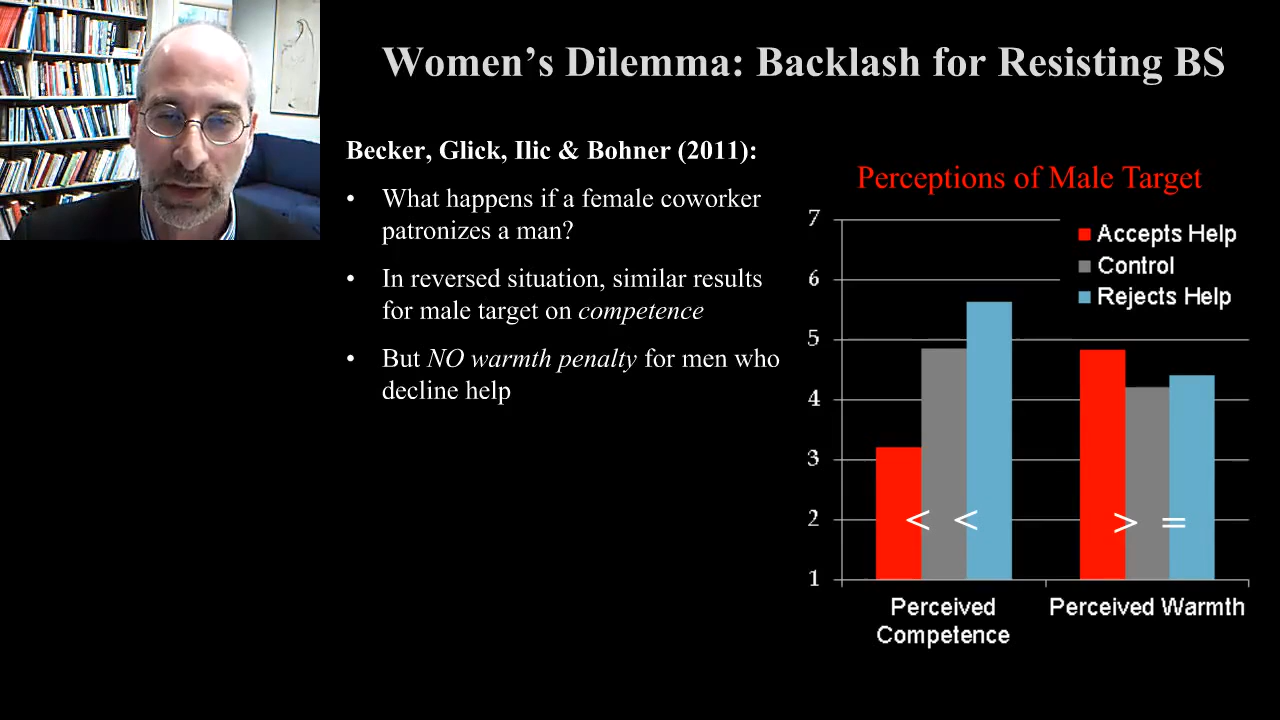 Women’s Dilemma: Backlash for Resisting BS
Becker, Glick, Ilic & Bohner (2011):
• What happens if a female coworker
patronizes a man?
• In reversed situation, similar results
for male target on competence
• But NO warmth penalty for men who
decline help
Perceptions of Male Target
7
6
5
4
3
2
1
Accepts Help
Control
Rejects Help
< <
> =
Perceived
Competence
Perceived Warmth